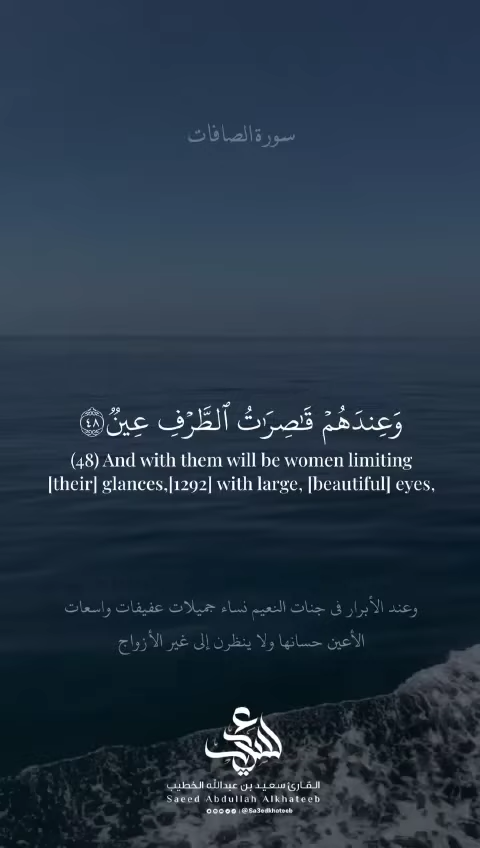 سورة الصافات
وَعِندَهُمْ قَٰصِرَٰتُ ٱلطَّرْفِ عِينٌ ٤٨
(48) And with them will be women limiting
[their] glances,[1292] with large, [beautiful] eyes,
وعند الأبرار في جنات النعيم نساء جميلات عفيفات واسعات
الأعين حسانها ولا ينظرن إلى غير الأزواج
القارئ سعيد بن عبدالله الخطيب
Saeed Abdullah Alkhateeb
@Sa3edkhateeb